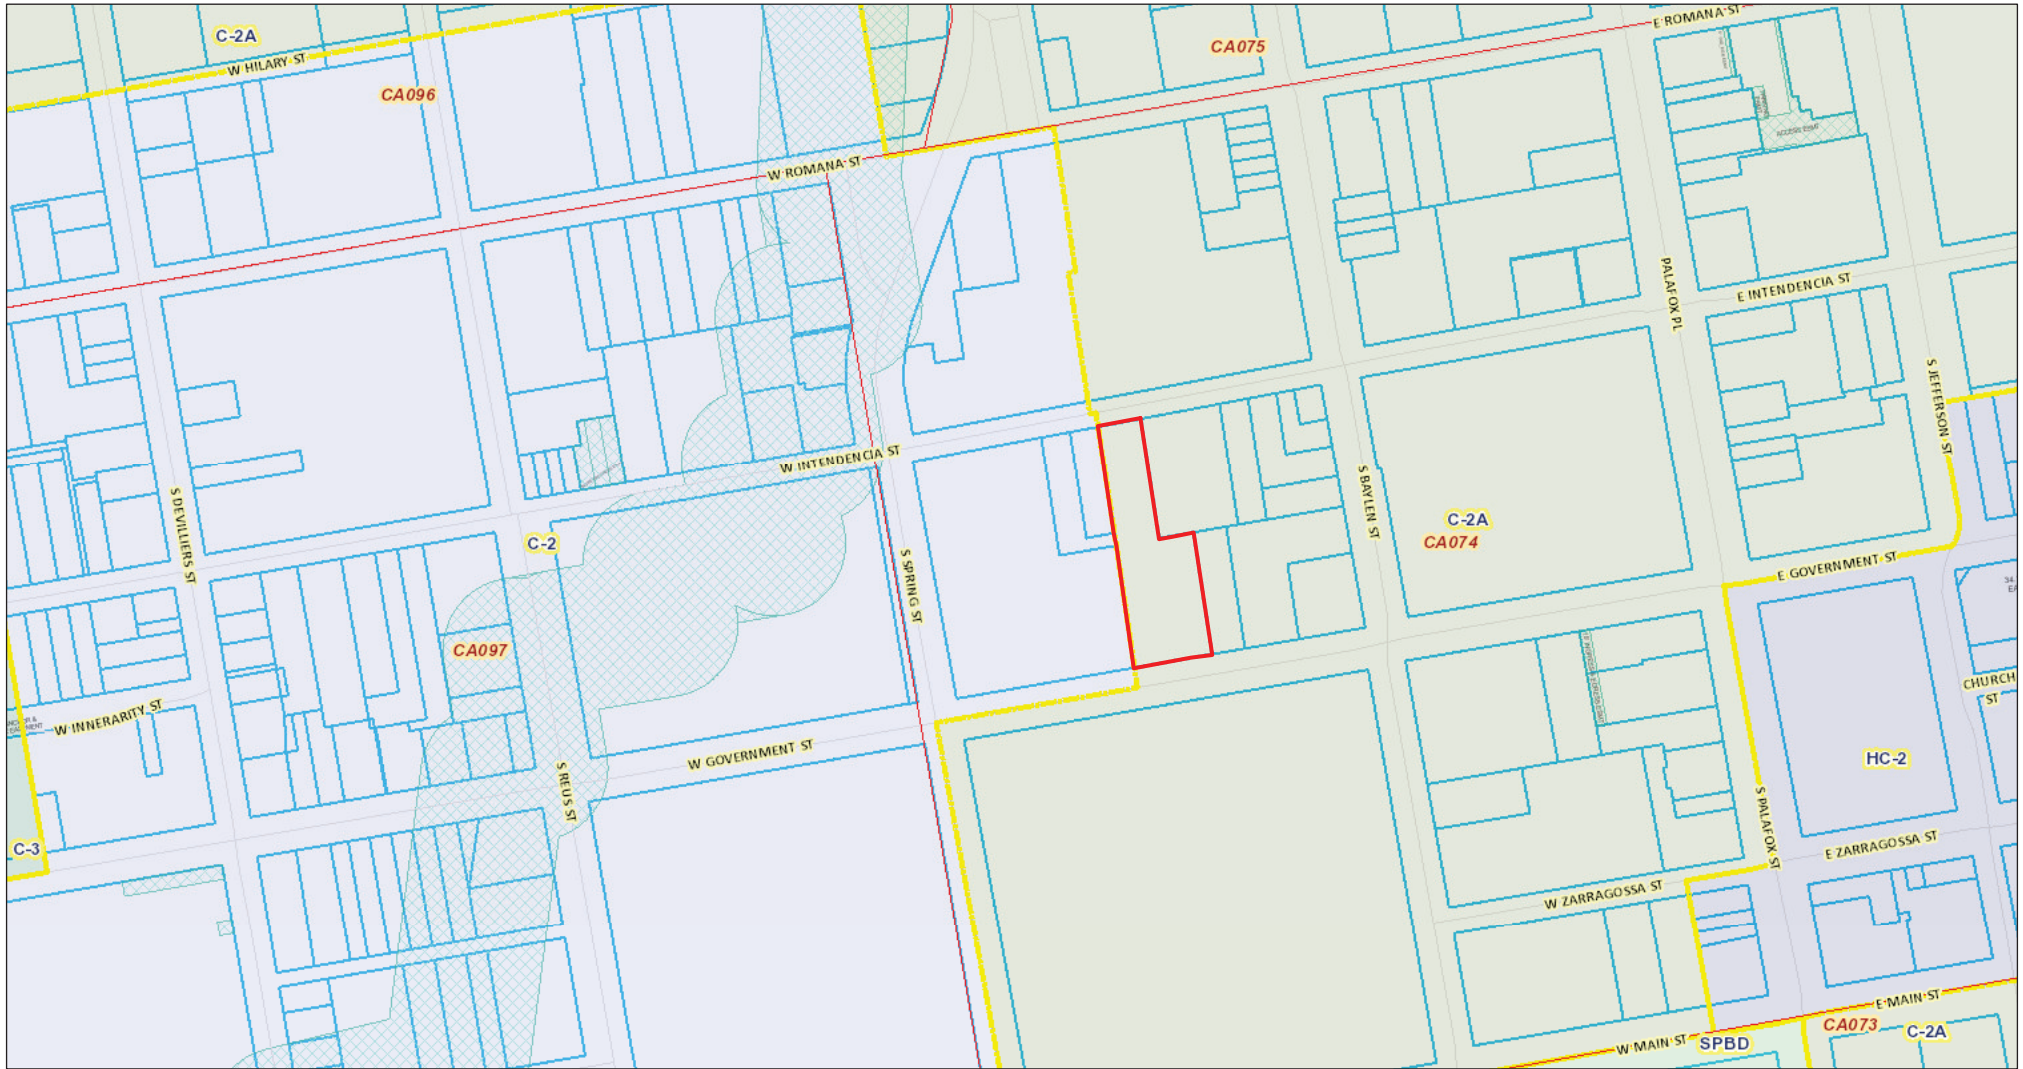 E ROMANA ST
C-2A
CA075
W HILARY ST
CA096
ACCESS ESMT
W ROMANA ST
PALAFOX PL
E INTENDENCIA ST
S JEFFERSON ST
W INTENDENCIA ST
S DEVILLIERS ST
S BAYLEN ST
C-2A
CA074
C-2
S SPRING ST
E GOVERNMENT ST
CA097
CHURCH
ST
W INNERARITY ST
W GOVERNMENT ST
HC-2
S REUS ST
S PALAFOX ST
C-3
E ZARRAGOSSA ST
W ZARRAGOSSA ST
E MAIN ST
CA073
C-2A
W MAIN ST
SPBD